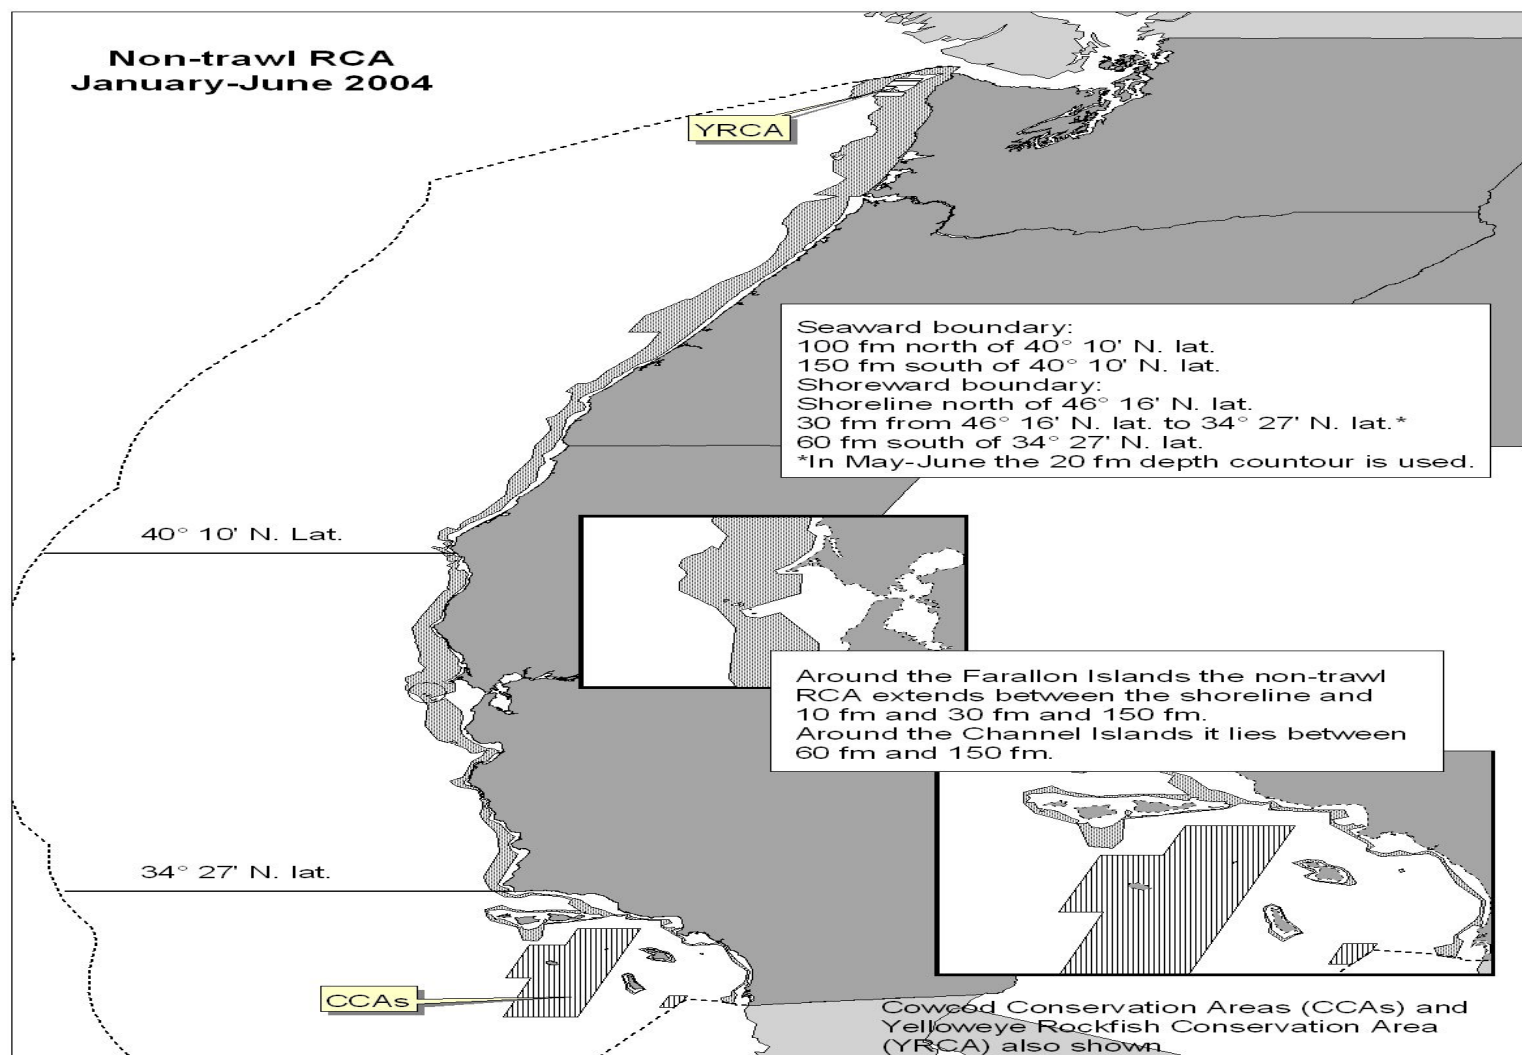 Non-trawl RCA
January-June 2004
YRCA
Seaward boundary:
100 fm north of 40° 10' N. lat.
150 fm south of 40° 10' N. lat.
Shoreward boundary:
Shoreline north of 46° 16' N. lat.
30 fm from 46° 16' N. lat. to 34° 27' N. lat.*
60 fm south of 34° 27' N. lat.
*In May-June the 20 fm depth countour is used.
40° 10' N. Lat.
Around the Farallon Islands the non-trawl
RCA extends between the shoreline and
10 fm and 30 fm and 150 fm.
Around the Channel Islands it lies between
60 fm and 150 fm.
34° 27' N. lat.
CCAs
Cowcod Conservation Areas (CCAs) and
Yelloweye Rockfish Conservation Area
(YRCA) also shown